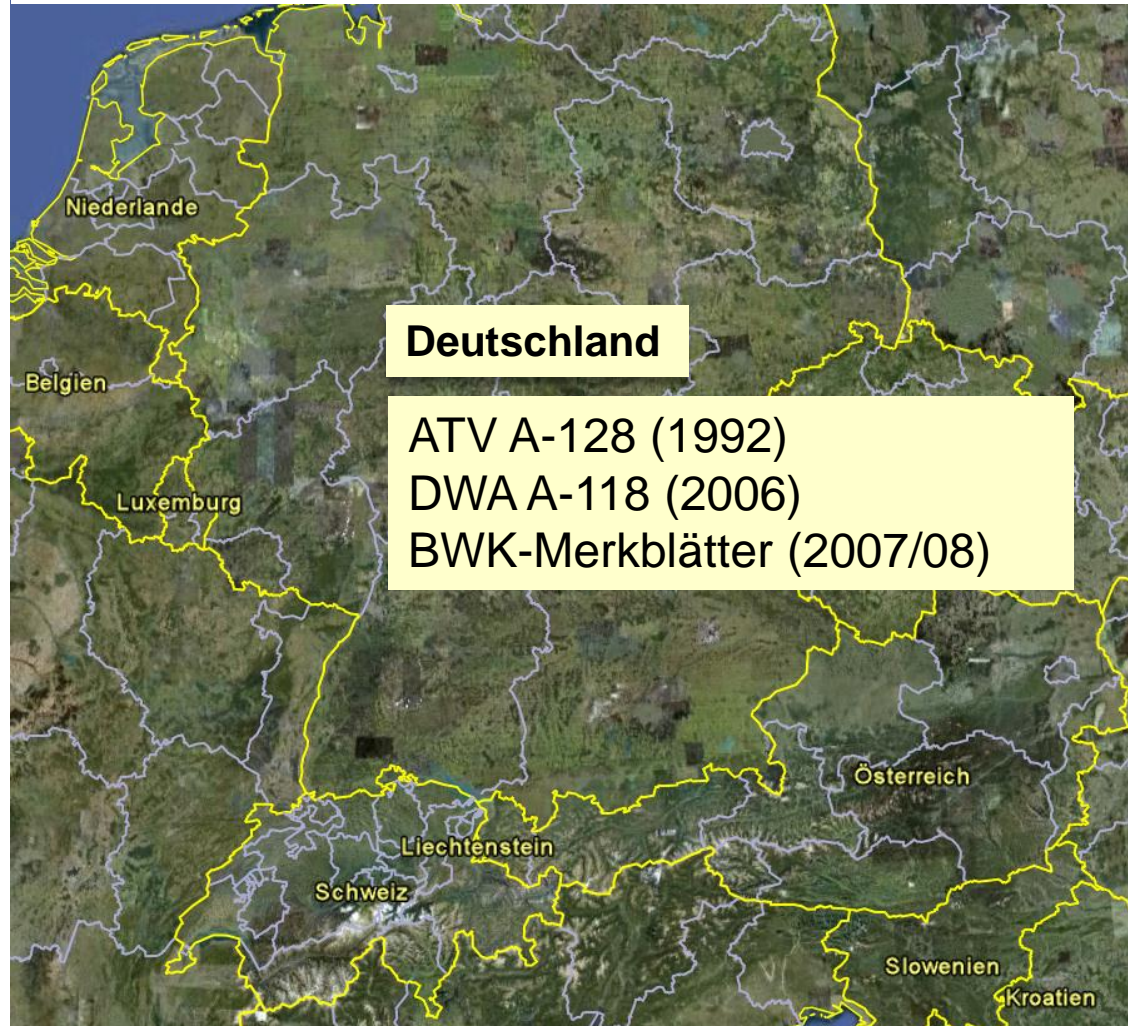 Niederlande
Deutschland
Belgien
ATV A-128 (1992)
DWA A-118 (2006)
BWK-Merkblätter (2007/08)
Luxemburg
Österreich
Liechtenstein
Schweiz
Slowenien
Kroatien